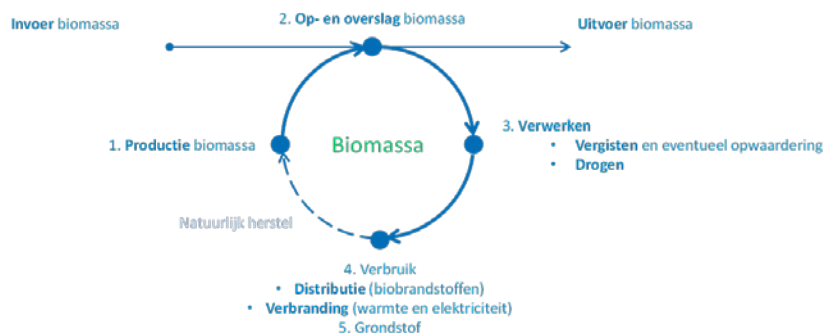 Invoer biomassa
2. Op- en overslag biomassa
Uitvoer biomassa
1. Productie biomassa
Biomassa
3. Verwerken
• Vergisten en eventueel opwaardering
• Drogen
Natuurlijk herstel
4. Verbruik
• Distributie (biobrandstoffen)
• Verbranding (warmte en elektriciteit)
5. Grondstof